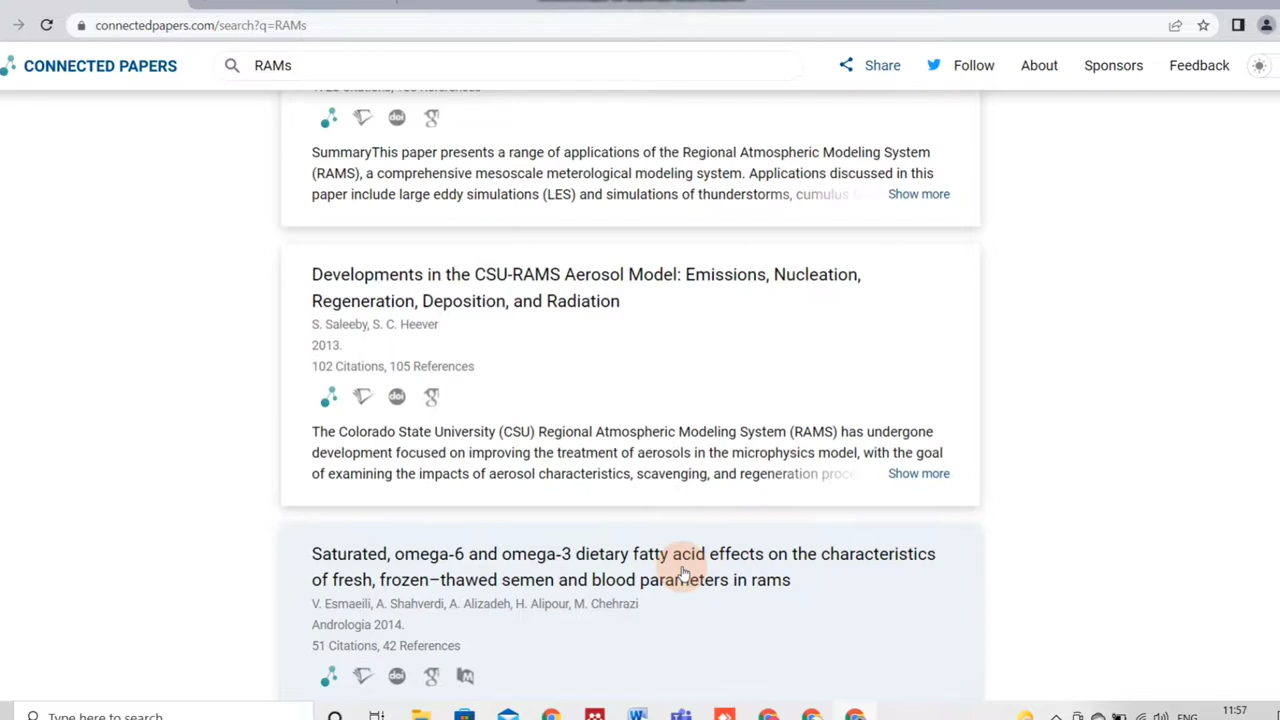 connectedpapers.com/search?q=RAMs
CONNECTED PAPERS
RAMs
Share
Follow
About
Sponsors
Feedback
doi
SummaryThis paper presents a range of applications of the Regional Atmospheric Modeling System
(RAMS), a comprehensive mesoscale meterological modeling system. Applications discussed in this
paper include large eddy simulations (LES) and simulations of thunderstorms, cumulus
Show more
Developments in the CSU-RAMS Aerosol Model: Emissions, Nucleation,
Regeneration, Deposition, and Radiation
S. Saleeby, S. C. Heever
2013.
102 Citations, 105 References
doi
The Colorado State University (CSU) Regional Atmospheric Modeling System (RAMS) has undergone
development focused on improving the treatment of aerosols in the microphysics model, with the goal
of examining the impacts of aerosol characteristics, scavenging, and regeneration
Show more
Saturated, omega-6 and omega-3 dietary fatty acid effects on the characteristics
of fresh, frozen–thawed semen and blood parameters in rams
V. Esmaeili, A. Shahverdi, A. Alizadeh, H. Alipour, M. Chehrazi
Andrologia 2014.
51 Citations, 42 References
doi
Type here to search
ENG
11:57